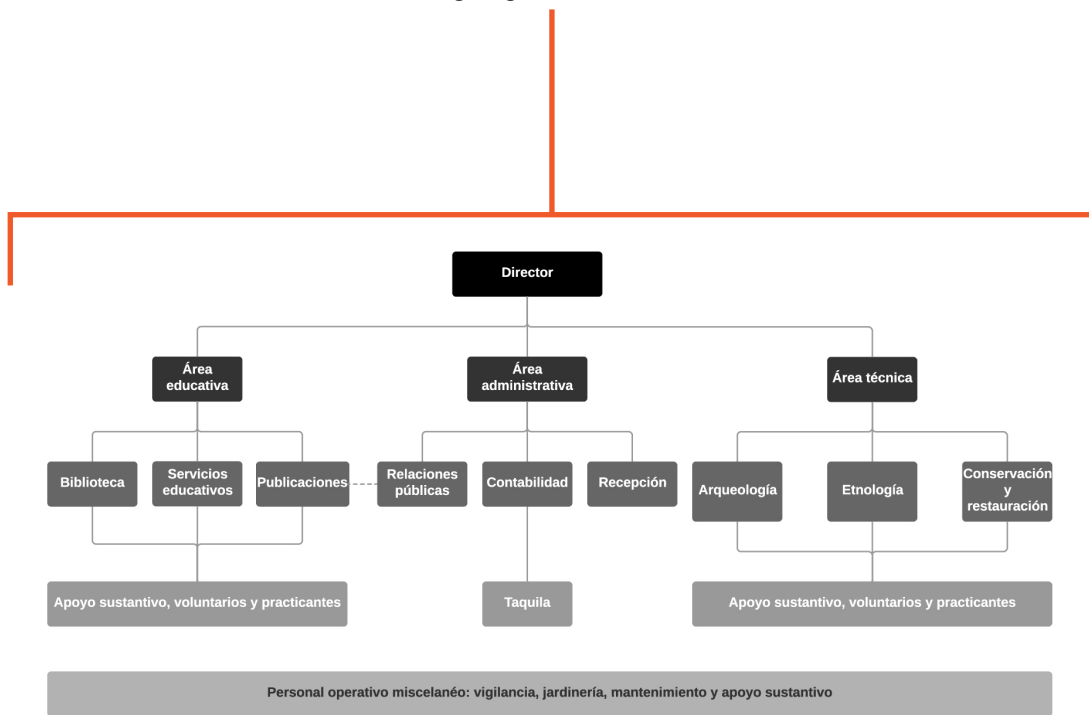 Director
Área
educativa
Área
administrativa
Área técnica
Biblioteca
Servicios
educativos
Publicaciones
Relaciones
públicas
Contabilidad
Recepción
Arqueología
Etnología
Conservación
y
restauración
Apoyo sustantivo, voluntarios y practicantes
Taquila
Apoyo sustantivo, voluntarios y practicantes
Personal operativo miscelanéo: vigilancia, jardinería, mantenimiento y apoyo sustantivo